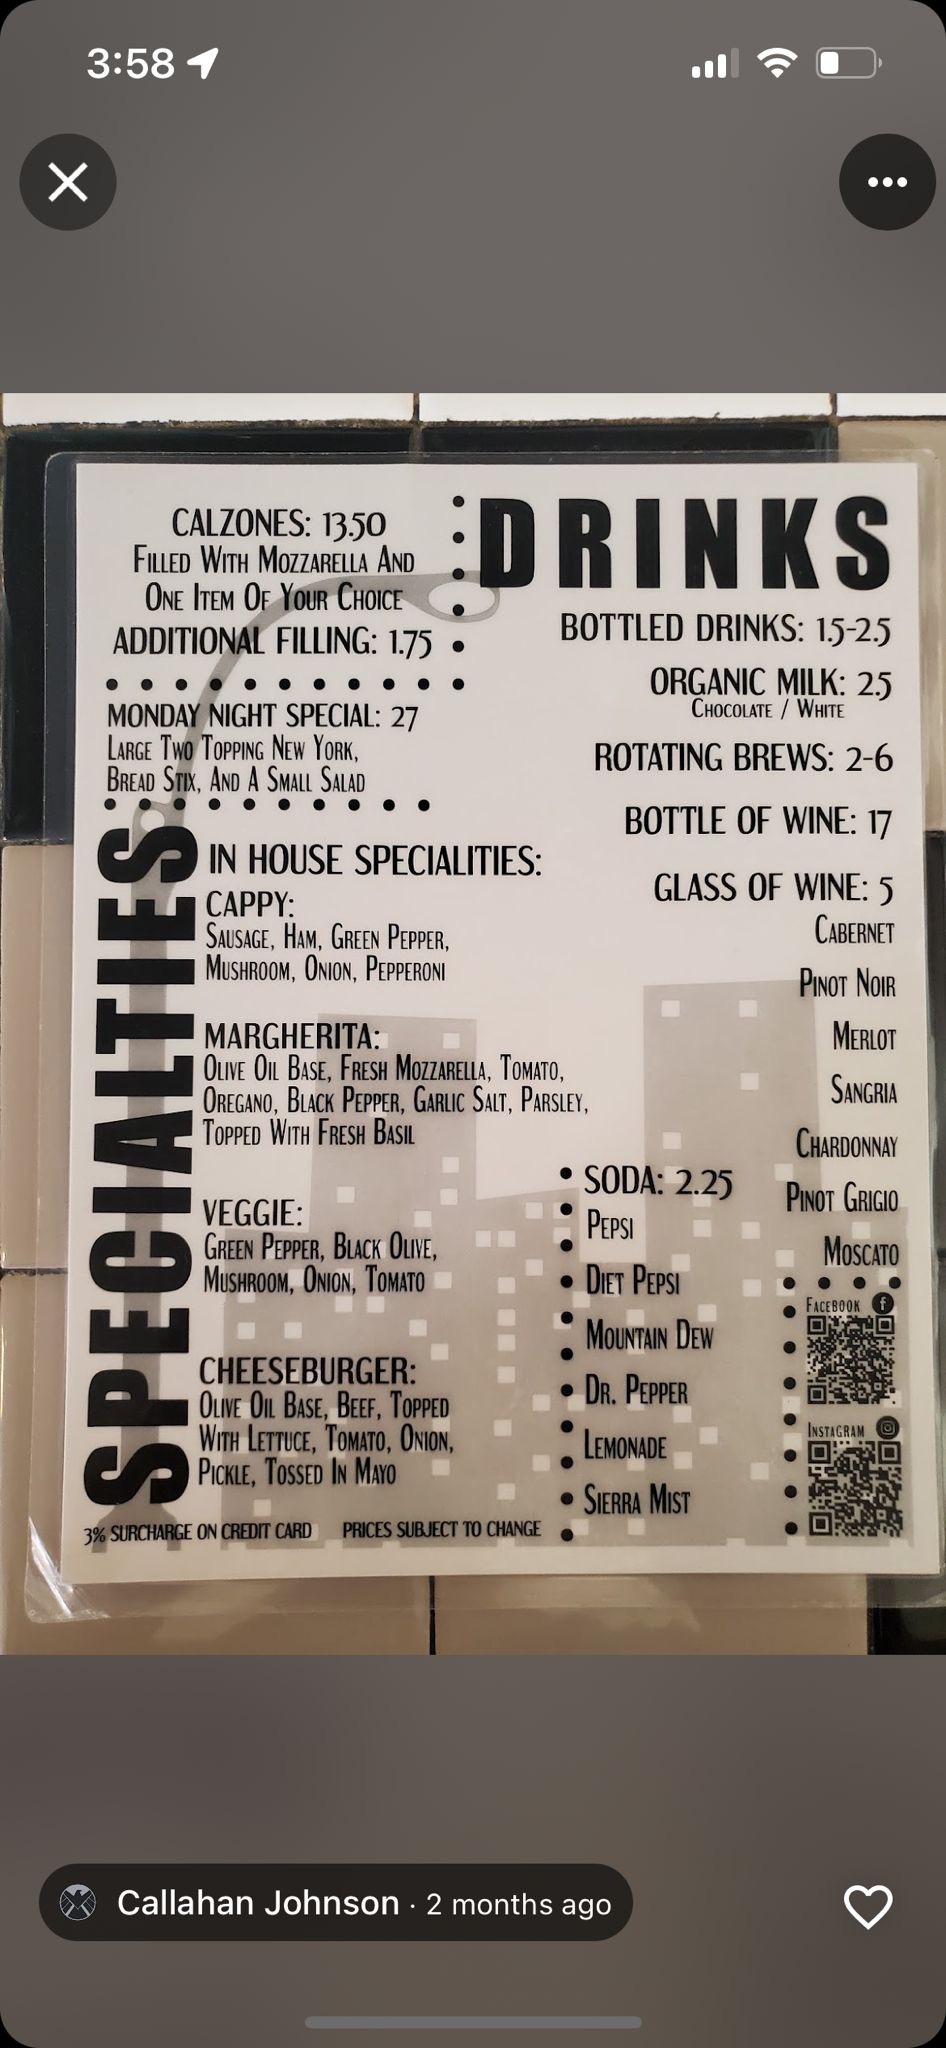 3:58
CALZONES: 13.50
FILLED WITH MOZZARELLA AND
ONE ITEM OF YOUR CHOICE
ADDITIONAL FILLING: 1.75
MONDAY NIGHT SPECIAL: 27
LARGE TWO TOPPING NEW YORK,
BREAD STIX, AND A SMALL SALAD
SPECIALTIES
IN HOUSE SPECIALITIES:
CAPPY:
SAUSAGE, HAM, GREEN PEPPER,
MUSHROOM, ONION, PEPPERONI
MARGHERITA:
OLIVE OIL BASE, FRESH MOZZARELLA, TOMATO,
OREGANO, BLACK PEPPER, GARLIC SALT, PARSLEY,
TOPPED WITH FRESH BASIL
VEGGIE:
GREEN PEPPER, BLACK OLIVE,
MUSHROOM, ONION, TOMATO
CHEESEBURGER:
OLIVE OIL BASE, BEEF, TOPPED
WITH LETTUCE, TOMATO, ONION,
PICKLE, TOSSED IN MAYO
3% SURCHARGE ON CREDIT CARD PRICES SUBJECT TO CHANGE
DRINKS
BOTTLED DRINKS: 1.5-2.5
ORGANIC MILK: 2.5
CHOCOLATE / WHITE
ROTATING BREWS: 2-6
BOTTLE OF WINE: 17
GLASS OF WINE: 5
CABERNET
PINOT NOIR
MERLOT
SANGRIA
CHARDONNAY
PINOT GRIGIO
MOSCATO
SODA: 2.25
PEPSI
DIET PEPSI
MOUNTAIN DEW
DR. PEPPER
LEMONADE
SIERRA MIST
FACEBOOK
INSTAGRAM
Callahan Johnson · 2 months ago